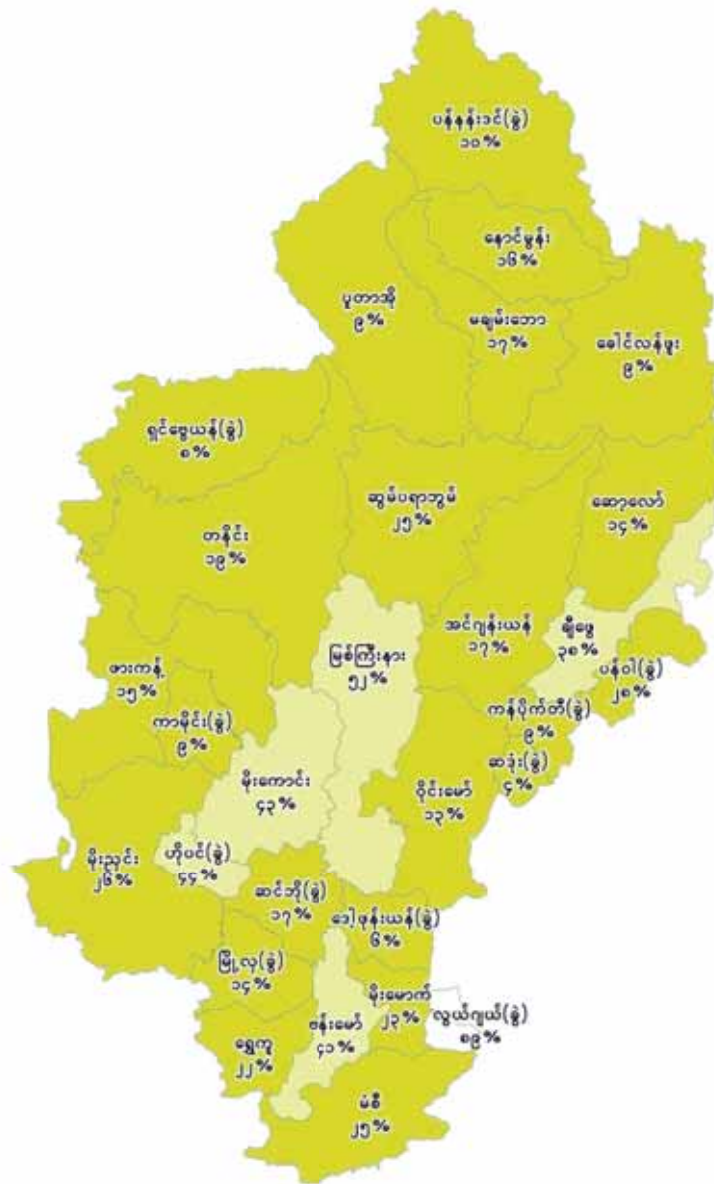 ပန်နန်းဒင်(ခွဲ)
၁၀%
နောင်မွန်း
၁၆%
ပူတာအို
၉%
မချမ်းဘော
၁၇%
ခေါင်လန်ဖူး
၉%
ရှင်ဗွေယန်(ခွဲ)
၈%
ဆွမ်ပရာဘွမ်
၂၅%
ဆော့လော်
၁၄%
တနိုင်း
၁၉%
အင်ဂျန်းယန်
၁၇%
ချီဖွေ
၃၈%
မြစ်ကြီးနား
၅၂%
ပန်ဝါ(ခွဲ)
၂၈%
ဖားကန့်
၁၅%
ကန်ပိုက်တီ(ခွဲ)
၉%
ကာမိုင်း(ခွဲ)
၉%
ဆဒုံး(ခွဲ)
၄%
မိုးကောင်း
၄၃%
ဝိုင်းမော်
၁၃%
မိုးညှင်း
၂၆%
ဟိုပင်(ခွဲ)
၄၄%
ဆင်ဘို(ခွဲ)
၁၇%
ဒေါ့ဖုန်းယန်(ခွဲ)
၆%
မြို့လှ(ခွဲ)
၁၄%
မိုးမောက်
၂၃%
လွယ်ဂျယ်(ခွဲ)
၈၉%
ဗန်းမော်
၄၁%
ရွှေကူ
၂၂%
မံစီ
၂၅%